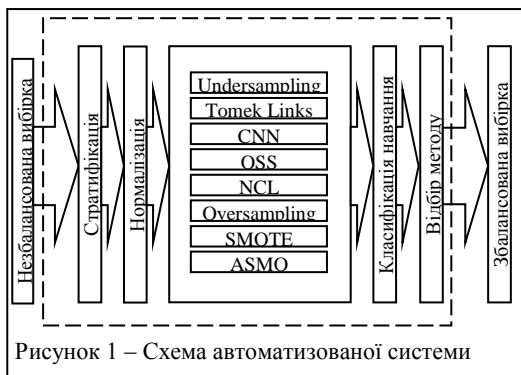 Незбалансована вибірка
Стратифікація
Нормалізація
Undersampling
Tomek Links
CNN
OSS
NCL
Oversampling
SMOTE
ASMO
Класифікація навчання
Відбір методу
Збалансована вибірка
Рисунок 1 – Схема автоматизованої системи